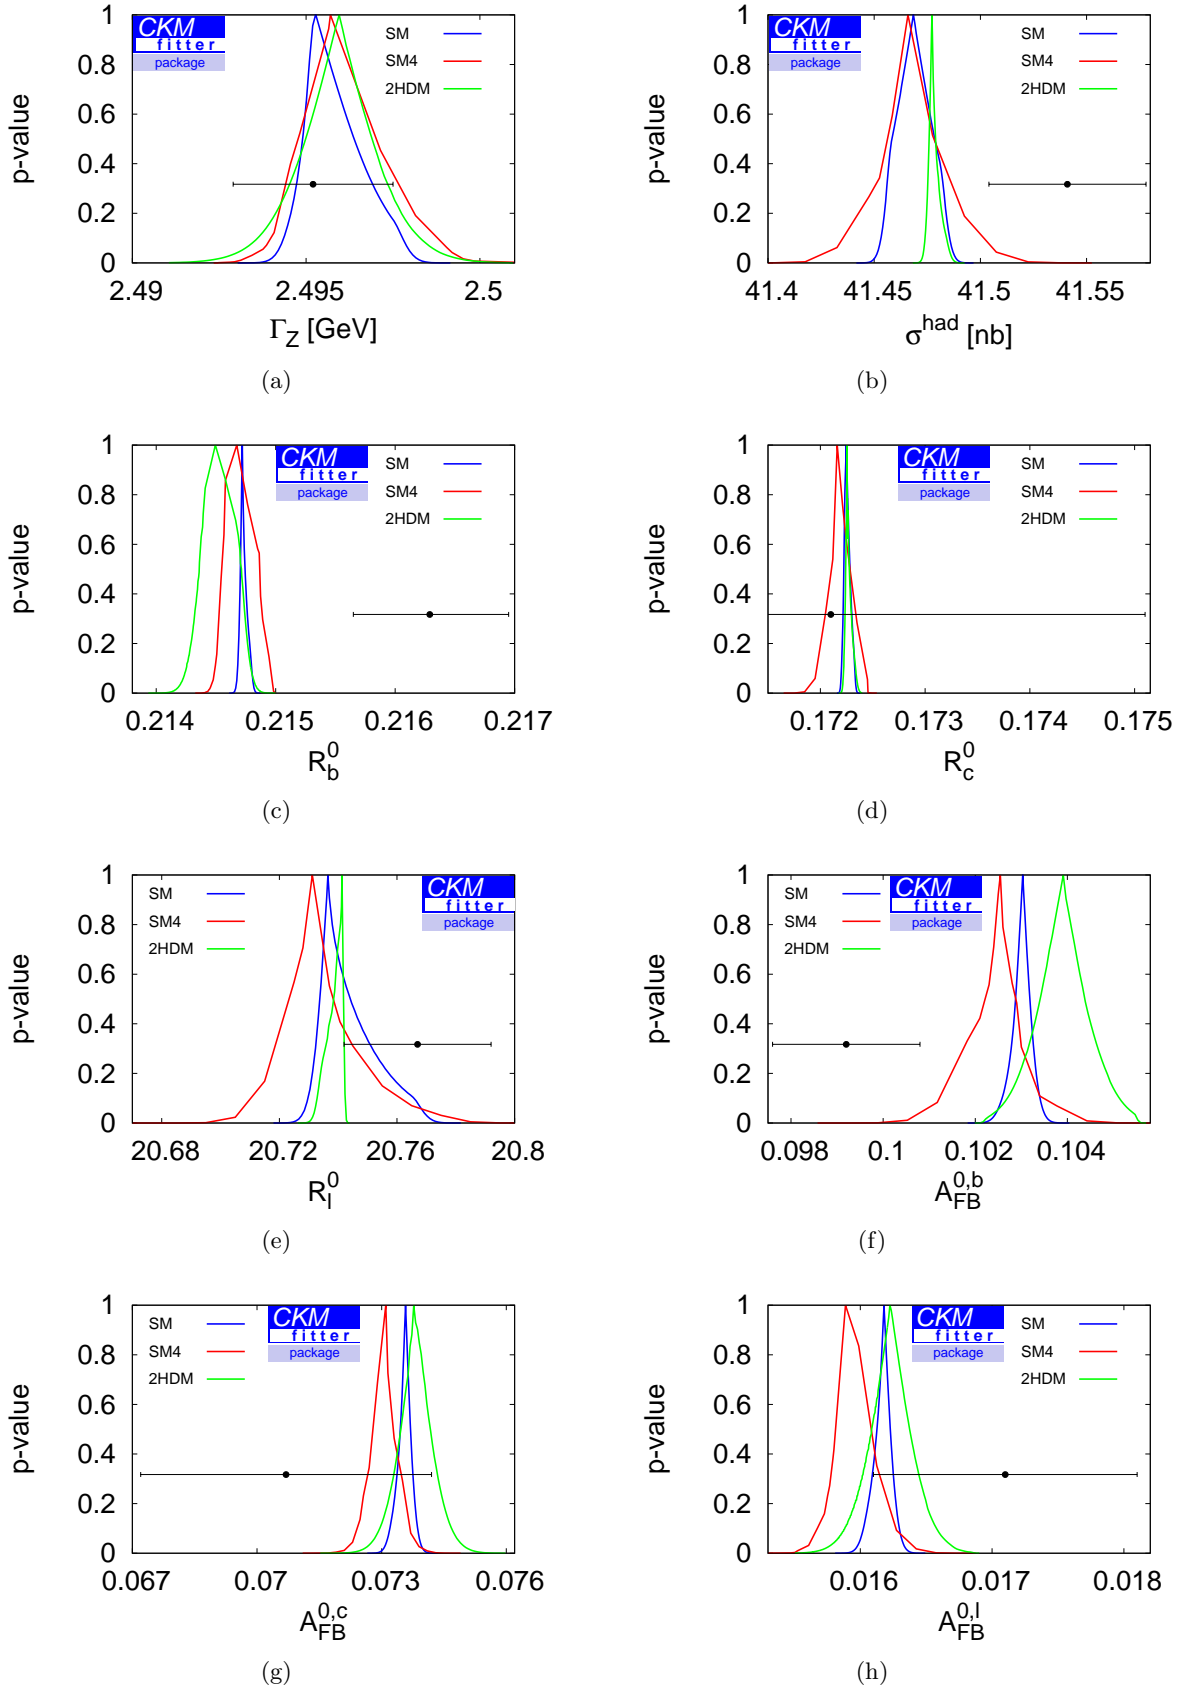 CKM
fitter
package
SM
SM4
2HDM
p-value
1
0.8
0.6
0.4
0.2
0
2.49 2.495 2.5
Γ_Z [GeV]
(a)
CKM
fitter
package
SM
SM4
2HDM
p-value
1
0.8
0.6
0.4
0.2
0
41.4 41.45 41.5 41.55
σ^had [nb]
(b)
CKM
fitter
package
SM
SM4
2HDM
p-value
1
0.8
0.6
0.4
0.2
0
0.214 0.215 0.216 0.217
R_b^0
(c)
CKM
fitter
package
SM
SM4
2HDM
p-value
1
0.8
0.6
0.4
0.2
0
0.172 0.173 0.174 0.175
R_c^0
(d)
SM
SM4
2HDM
CKM
fitter
package
p-value
1
0.8
0.6
0.4
0.2
0
20.68 20.72 20.76 20.8
R_l^0
(e)
SM
SM4
2HDM
CKM
fitter
package
p-value
1
0.8
0.6
0.4
0.2
0
0.098 0.1 0.102 0.104
A_FB^0,b
(f)
SM
SM4
2HDM
CKM
fitter
package
p-value
1
0.8
0.6
0.4
0.2
0
0.067 0.07 0.073 0.076
A_FB^0,c
(g)
CKM
fitter
package
SM
SM4
2HDM
p-value
1
0.8
0.6
0.4
0.2
0
0.016 0.017 0.018
A_FB^0,l
(h)